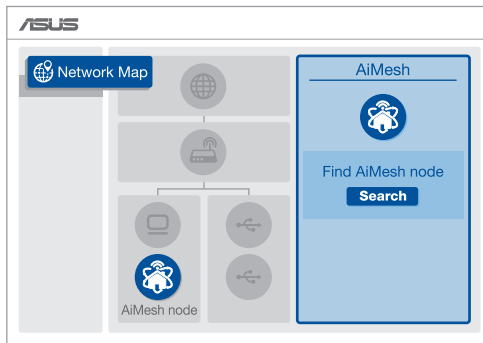 ASUS
Network Map
AiMesh
Find AiMesh node
Search
AiMesh node